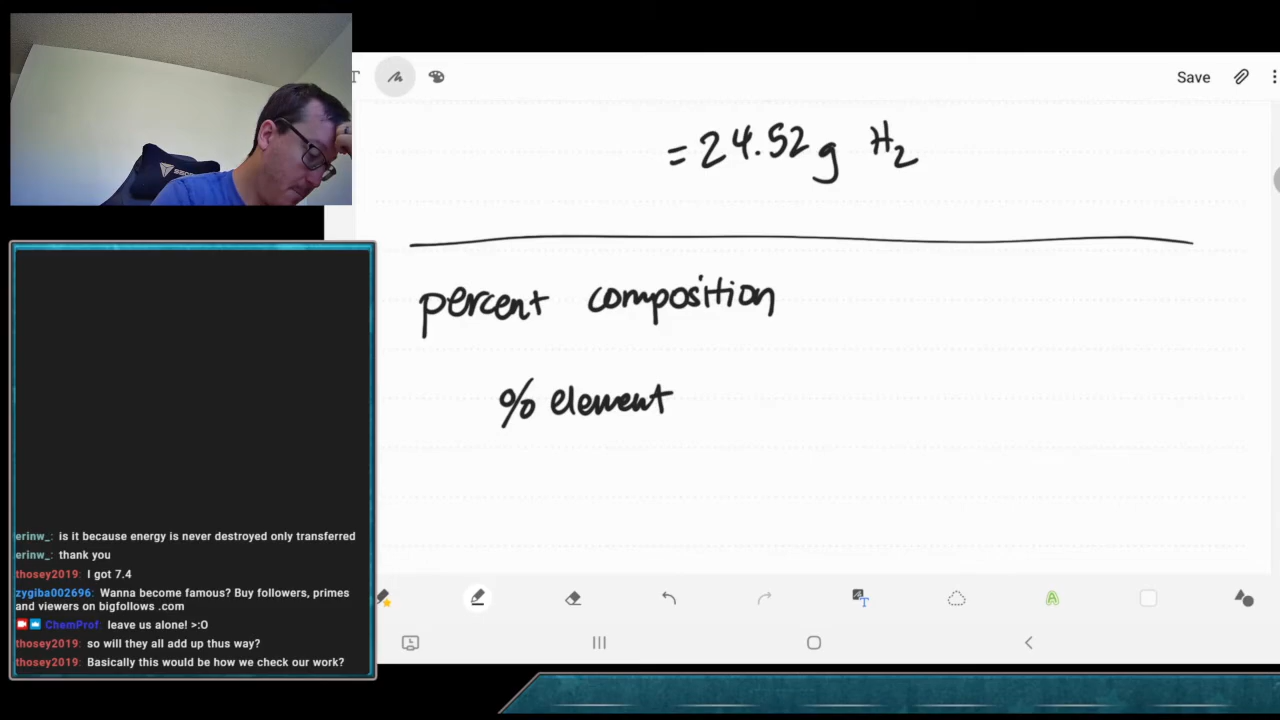 T
Save
= 24.52 g H2
percent composition
% element
erinw_: is it because energy is never destroyed only transferred
erinw_: thank you
thosey2019: I got 7.4
zygiba002696: Wanna become famous? Buy followers, primes
and viewers on bigfollows .com
ChemProf: leave us alone! >:O
thosey2019: so will they all add up thus way?
thosey2019: Basically this would be how we check our work?